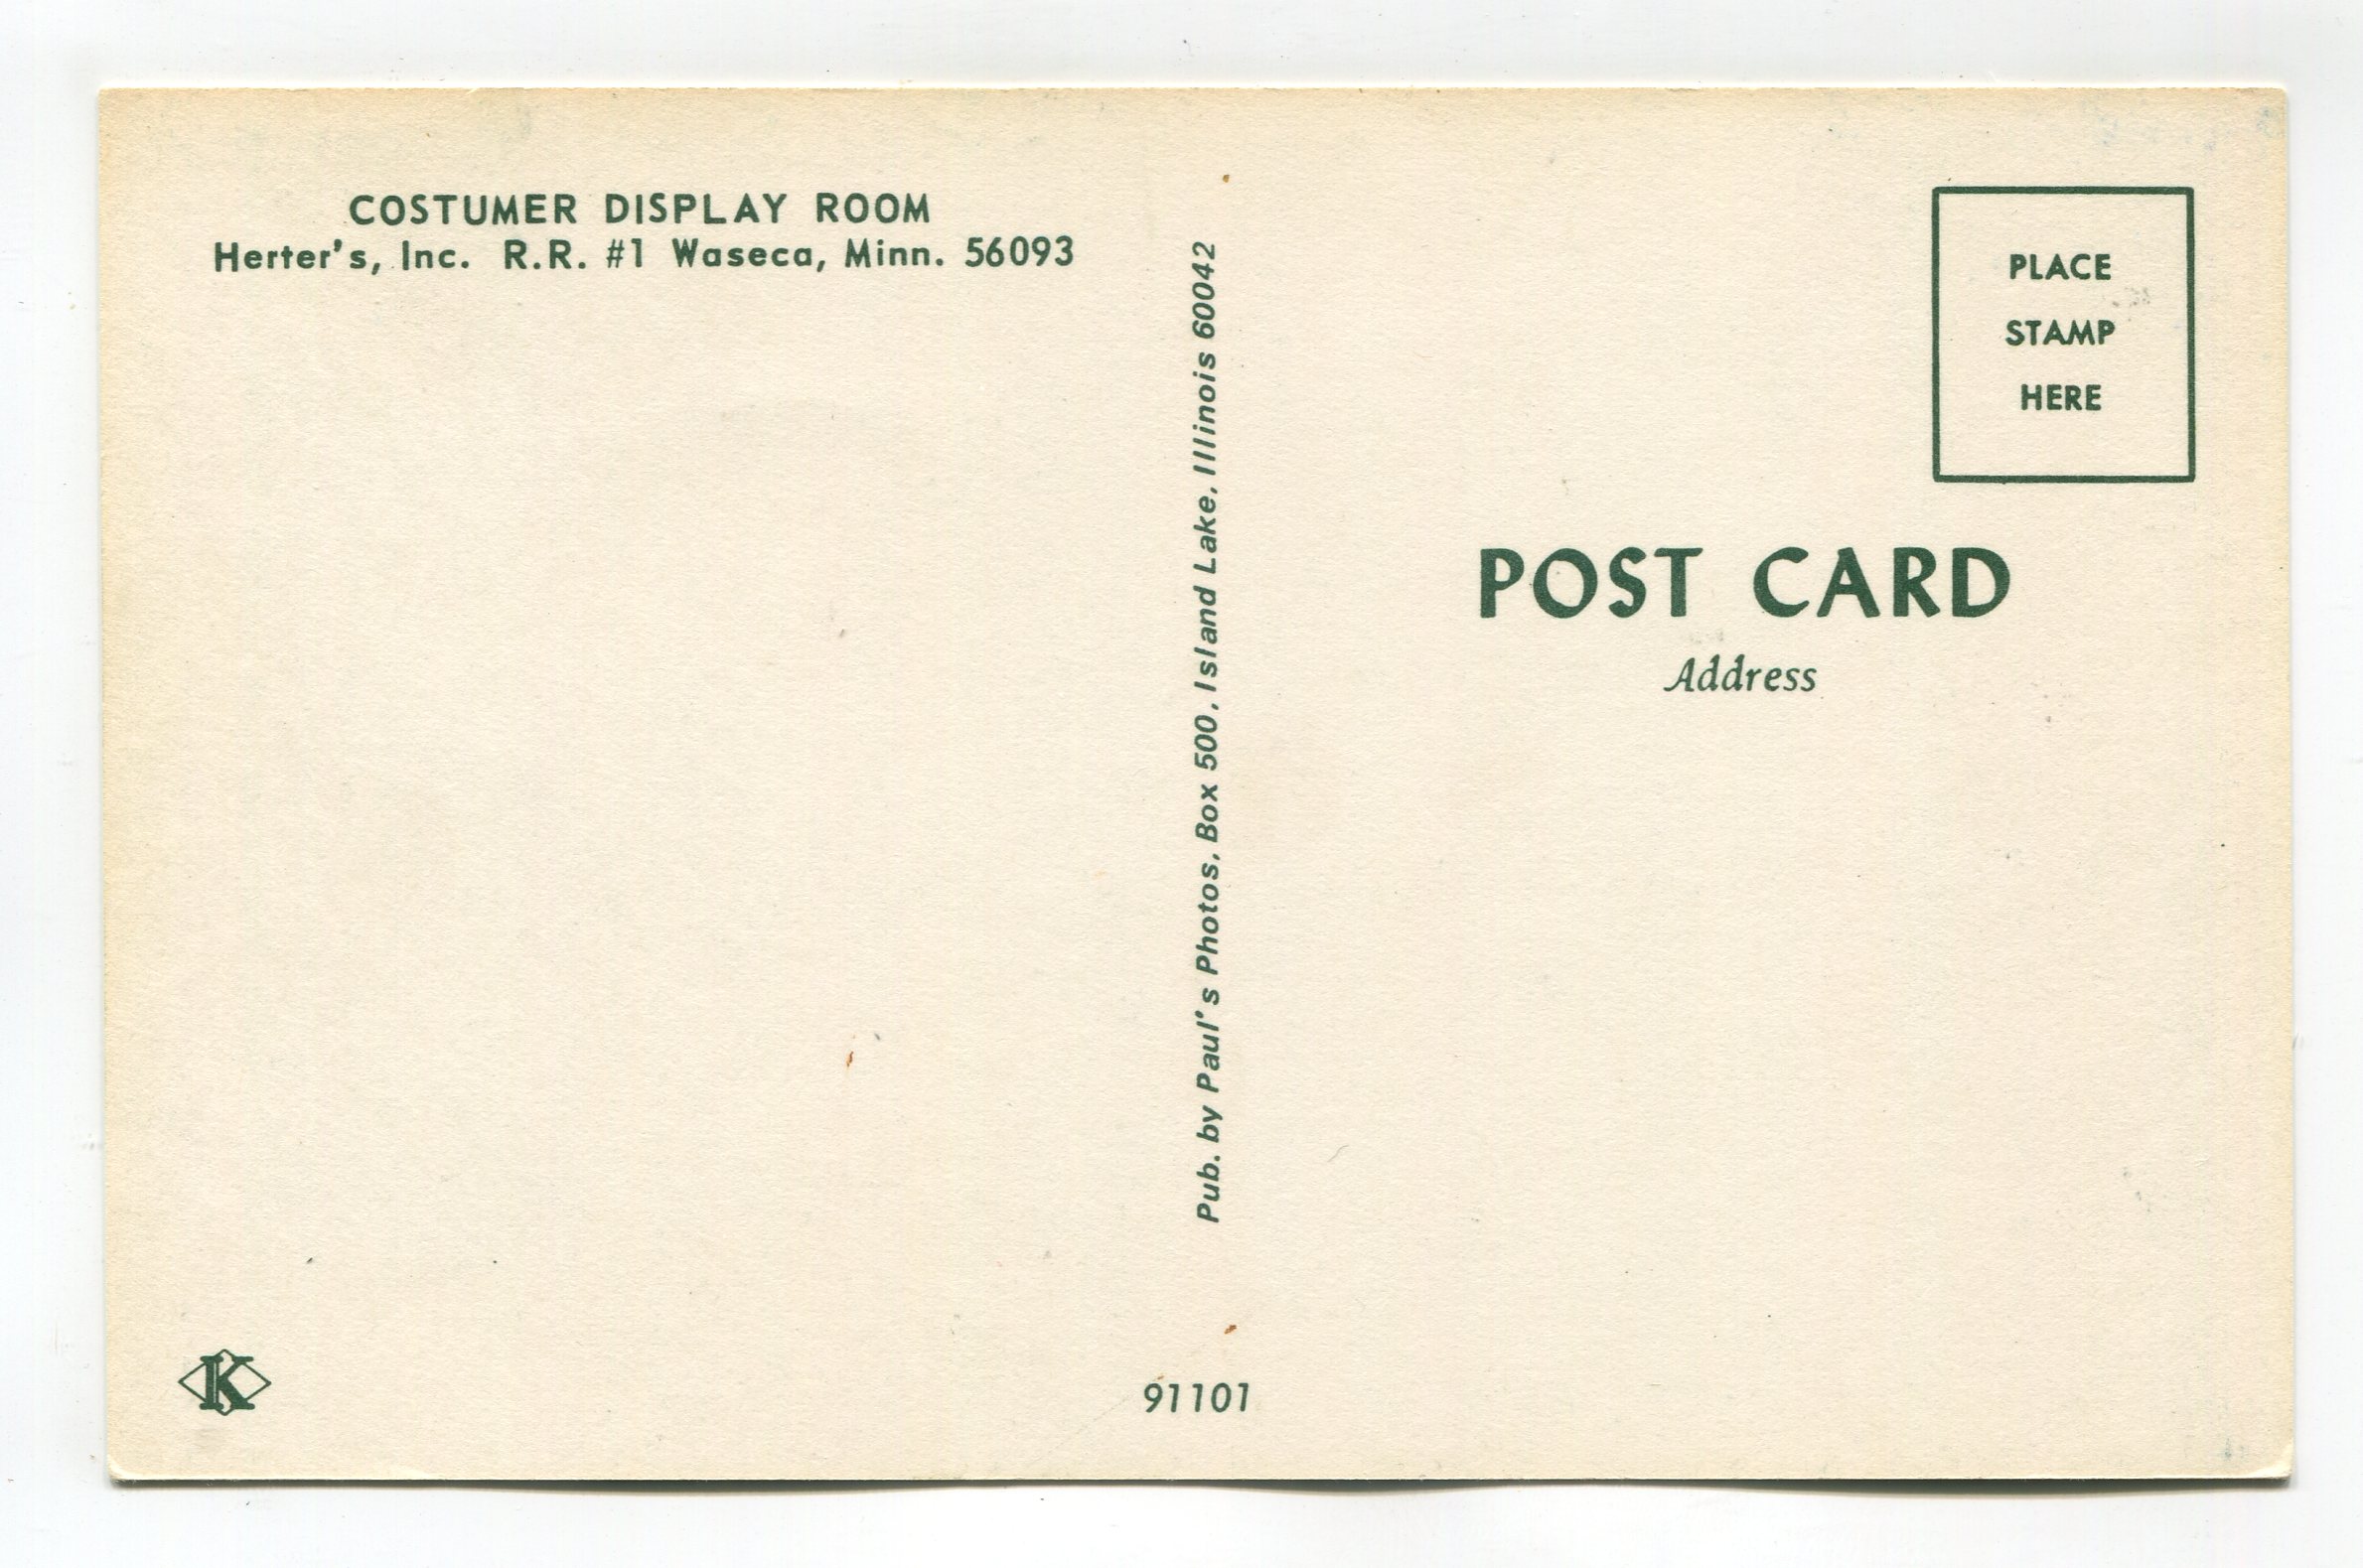 COSTUMER DISPLAY ROOM
Herter's, Inc. R.R. #1 Waseca, Minn. 56093
Pub. by Paul's Photos, Box 500, Island Lake, Illinois 60042
PLACE
STAMP
HERE
POST CARD
Address
K
91101